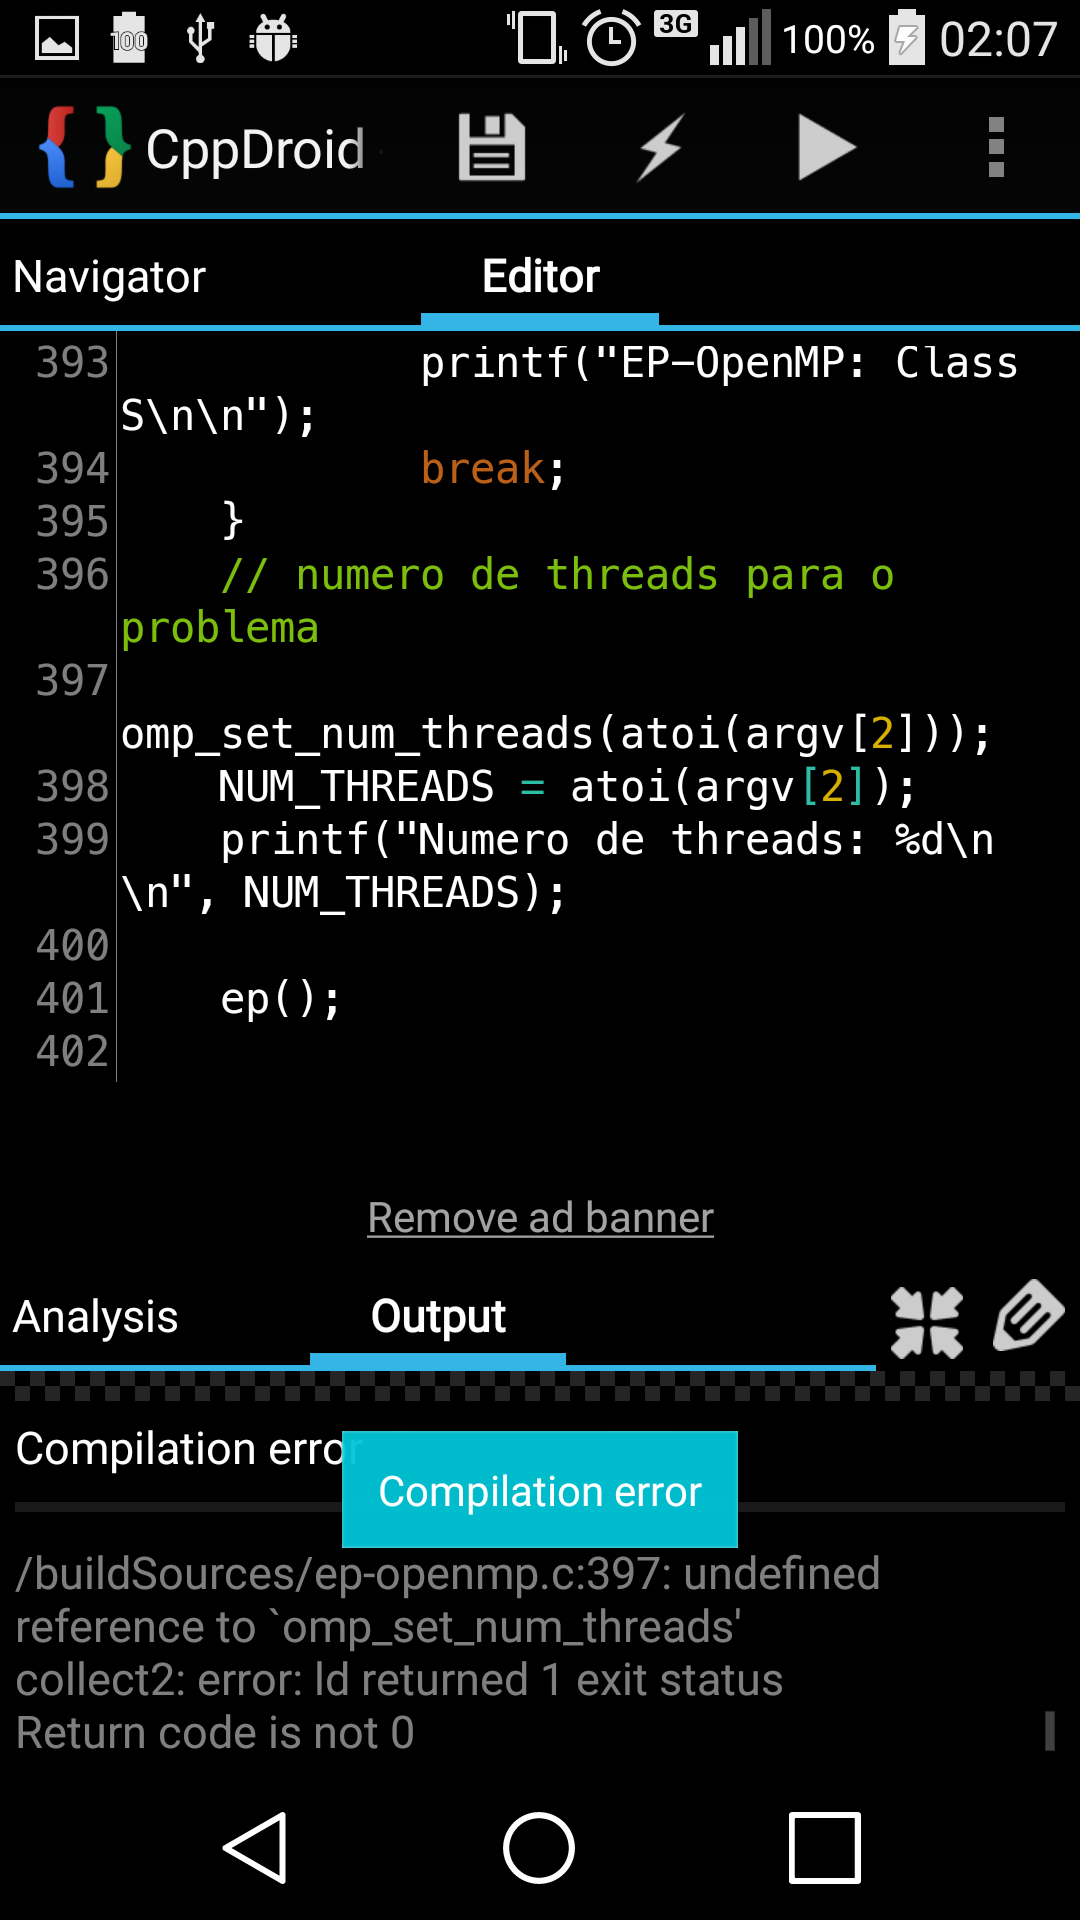 100 3G 100% 02:07
CppDroid
Navigator Editor
393 printf("EP-OpenMP: Class
S\n\n");
394 break;
395 }
396 // numero de threads para o
problema
397
omp_set_num_threads(atoi(argv[2]));
398 NUM_THREADS = atoi(argv[2]);
399 printf("Numero de threads: %d\n
\n", NUM_THREADS);
400
401 ep();
402
Remove ad banner
Analysis Output
Compilation error
Compilation error
/buildSources/ep-openmp.c:397: undefined
reference to `omp_set_num_threads'
collect2: error: ld returned 1 exit status
Return code is not 0